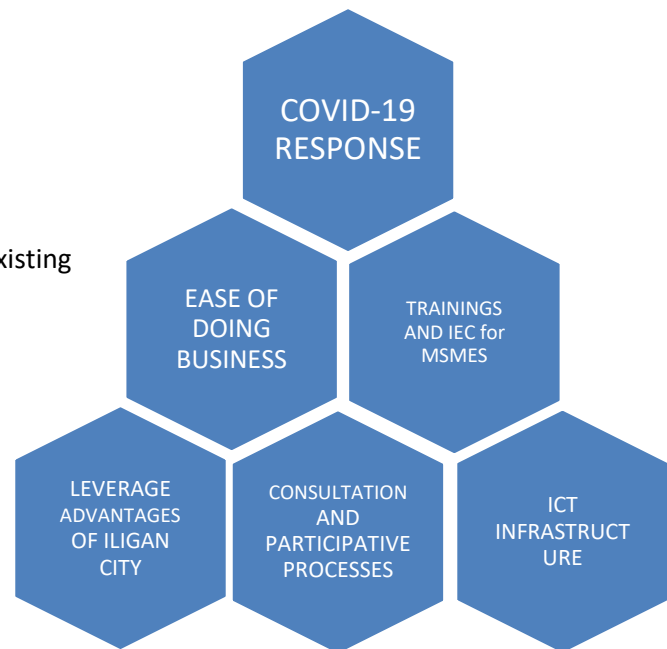 COVID-19
RESPONSE
xisting
EASE OF
DOING
BUSINESS
TRAININGS
AND IEC for
MSMES
LEVERAGE
ADVANTAGES
OF ILIGAN
CITY
CONSULTATION
AND
PARTICIPATIVE
PROCESSES
ICT
INFRASTRUCT
URE